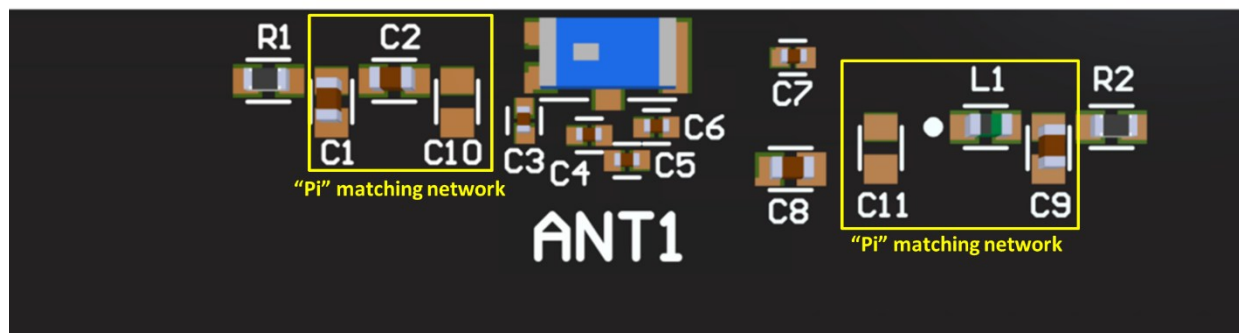 R1
C2
C1
C10
"Pi" matching network
C3
C4
C5
C6
ANT1
C7
C8
L1
R2
C11
C9
"Pi" matching network